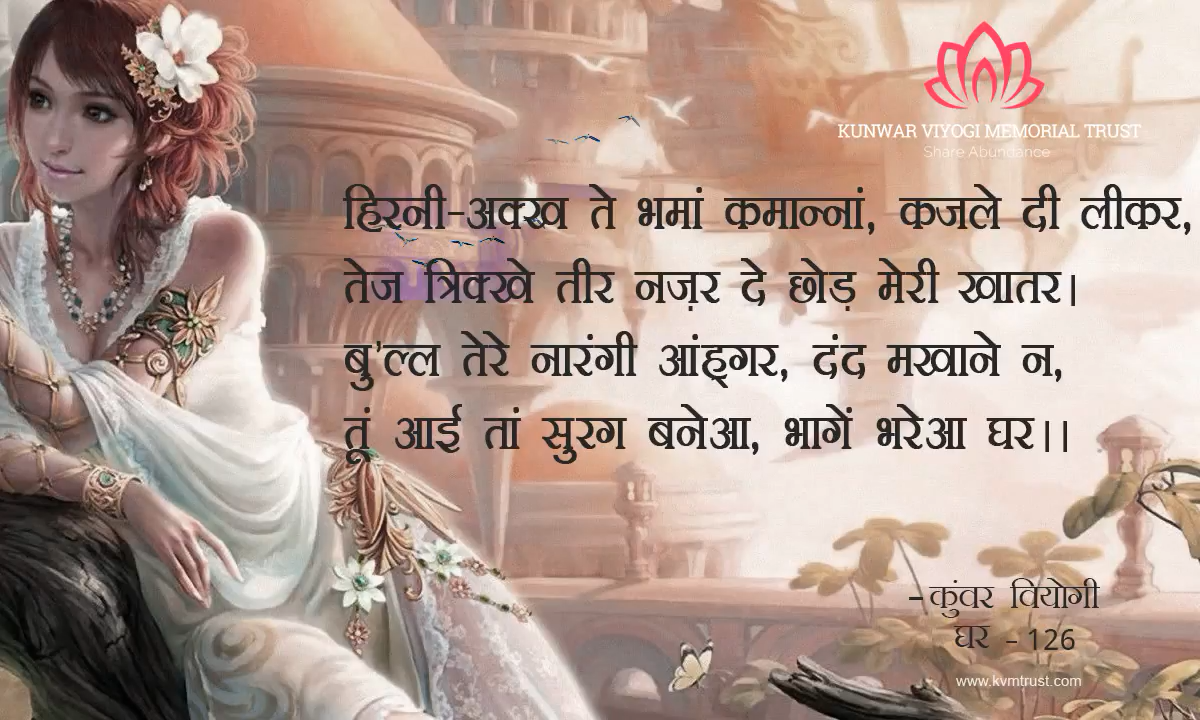 KUNWAR VIYOGI MEMORIAL TRUST
Share Abundance
हिरनी-अक्ख ते भमां कमान्नां, कजले दी लीकर,
तेज त्रिक्खे तीर नज़र दे छोड़ मेरी खातर।
बु’ल्ल तेरे नारंगी आंह्‌गर, दंद मखाने न,
तूं आई तां सुरग बनेआ, भागें भरेआ घर।।
- कुंवर वियोगी
घर - 126
www.kvmtrust.com